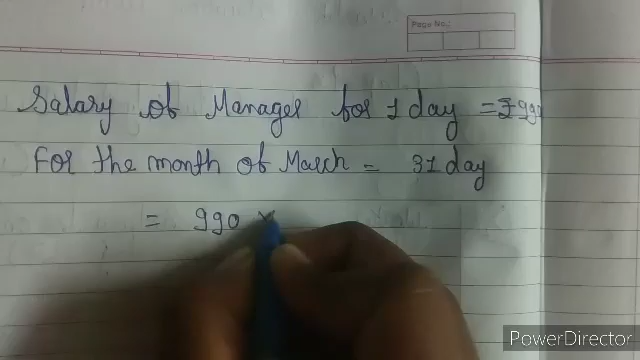 Page No.:
Salary of Manager for 1 day = ₹990
For the month of March = 31 day
= 990 ×
PowerDirector